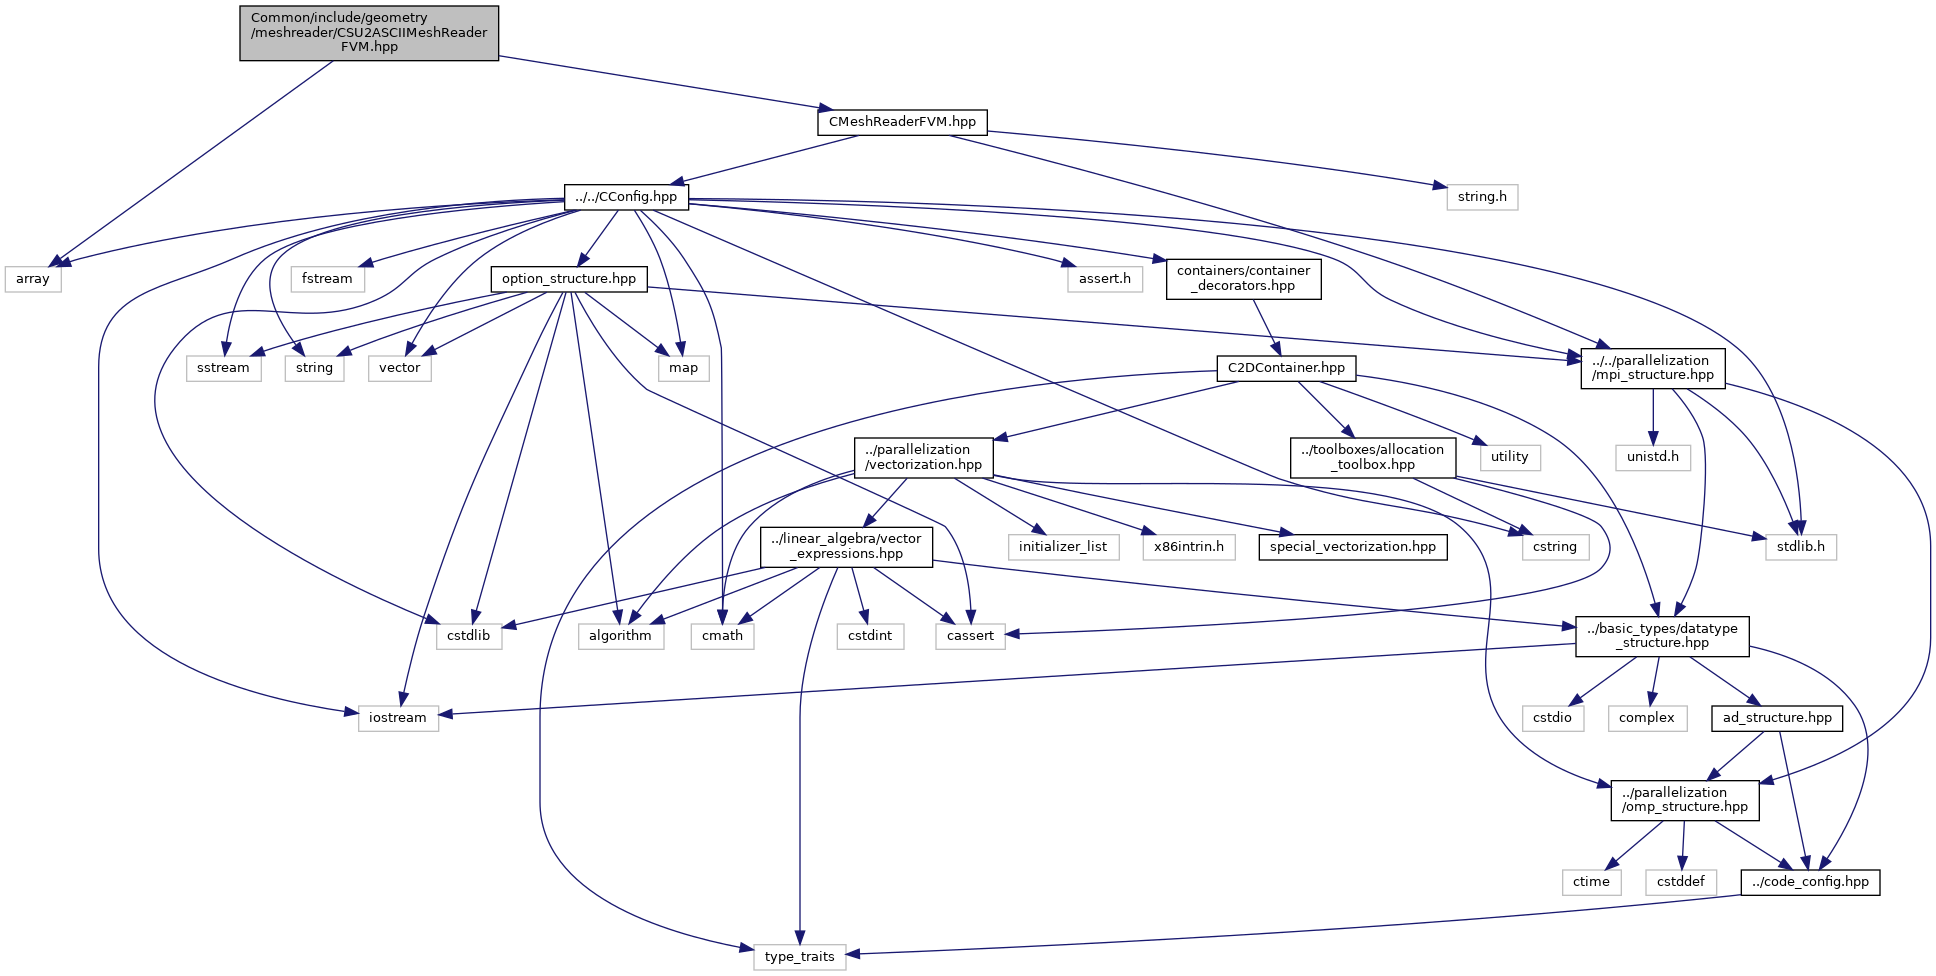 Common/include/geometry
/meshreader/CSU2ASCIIMeshReader
FVM.hpp
CMeshReaderFVM.hpp
../../CConfig.hpp
string.h
array
fstream
option_structure.hpp
assert.h
containers/container
_decorators.hpp
sstream
string
vector
map
C2DContainer.hpp
../../parallelization
/mpi_structure.hpp
../parallelization
/vectorization.hpp
../toolboxes/allocation
_toolbox.hpp
utility
unistd.h
../linear_algebra/vector
_expressions.hpp
initializer_list
x86intrin.h
special_vectorization.hpp
cstring
stdlib.h
cstdlib
algorithm
cmath
cstdint
cassert
../basic_types/datatype
_structure.hpp
iostream
cstdio
complex
ad_structure.hpp
../parallelization
/omp_structure.hpp
ctime
cstddef
../code_config.hpp
type_traits